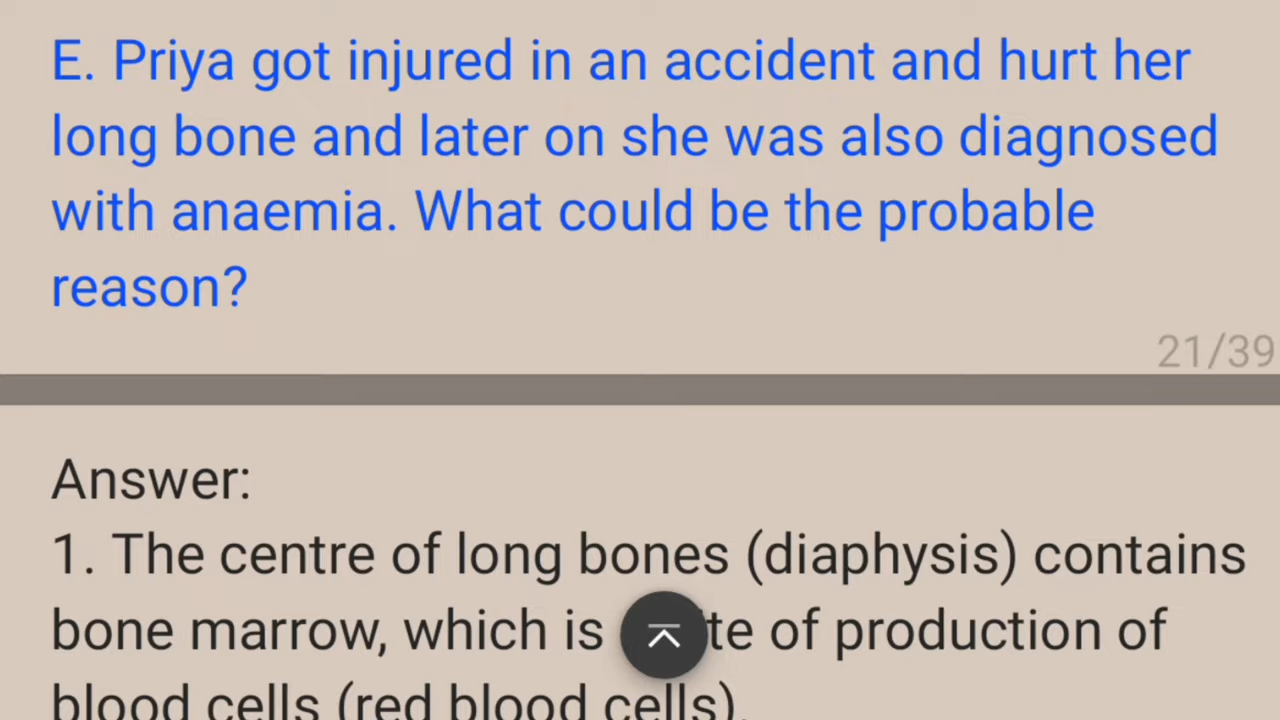 E. Priya got injured in an accident and hurt her
long bone and later on she was also diagnosed
with anaemia. What could be the probable
reason?
21/39
Answer:
1. The centre of long bones (diaphysis) contains
bone marrow, which is te of production of
blood cells (red blood cells).